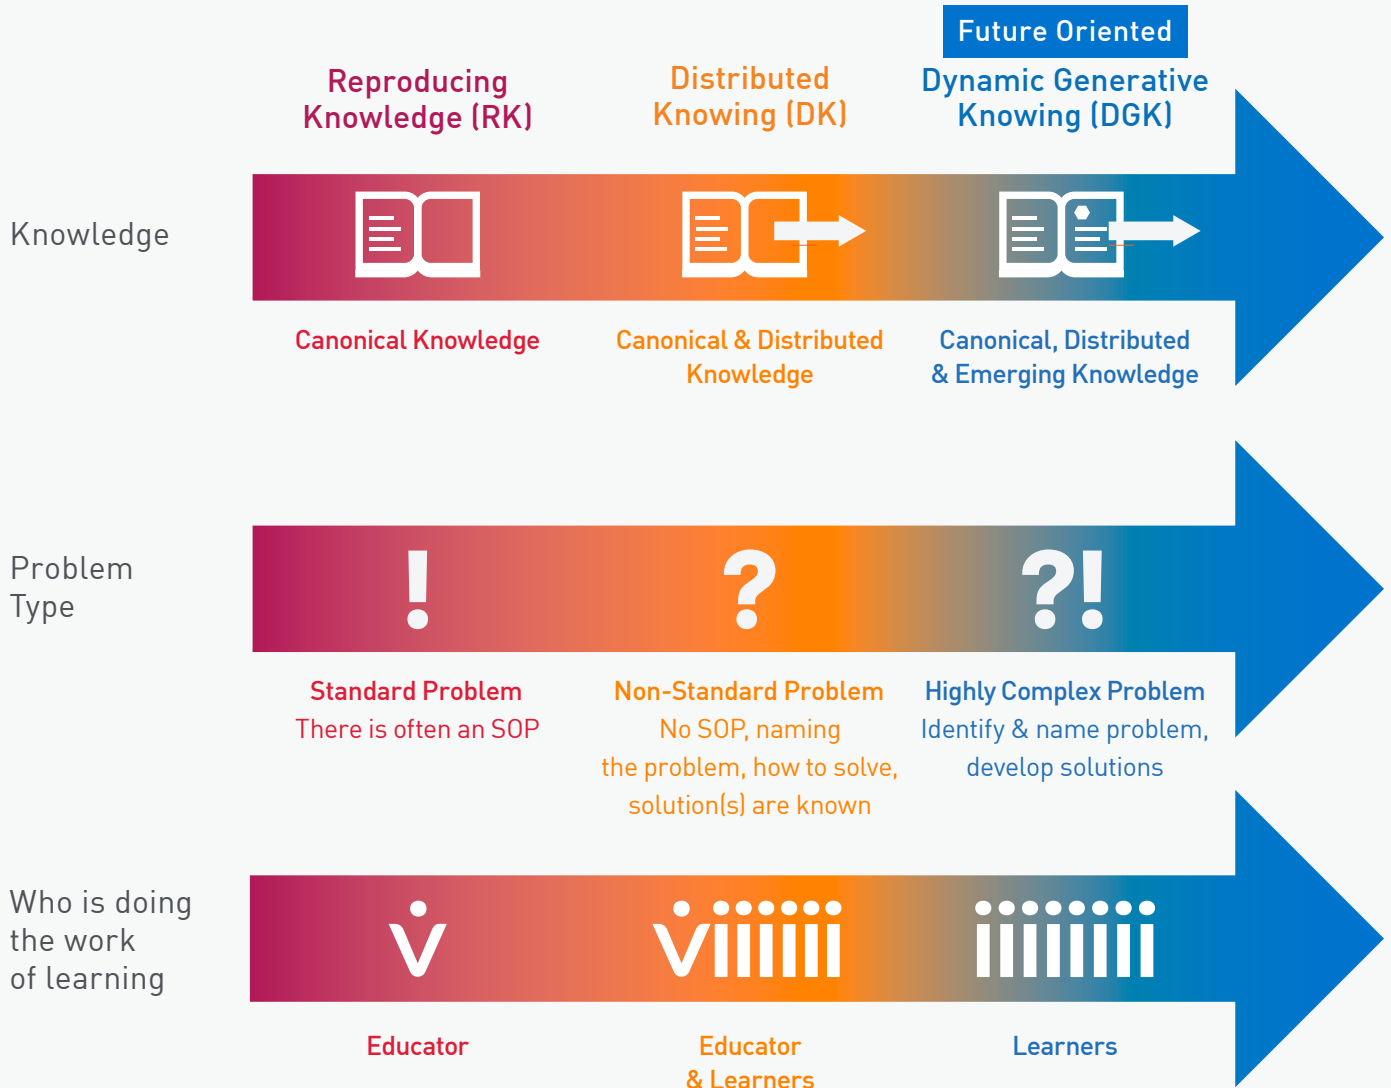 Future Oriented
Reproducing
Knowledge (RK)
Distributed
Knowing (DK)
Dynamic Generative
Knowing (DGK)
Knowledge
Canonical Knowledge
Canonical & Distributed
Knowledge
Canonical, Distributed
& Emerging Knowledge
Problem
Type
!
?
?!
Standard Problem
There is often an SOP
Non-Standard Problem
No SOP, naming
the problem, how to solve,
solution(s) are known
Highly Complex Problem
Identify & name problem,
develop solutions
Who is doing
the work
of learning
Educator
Educator
& Learners
Learners